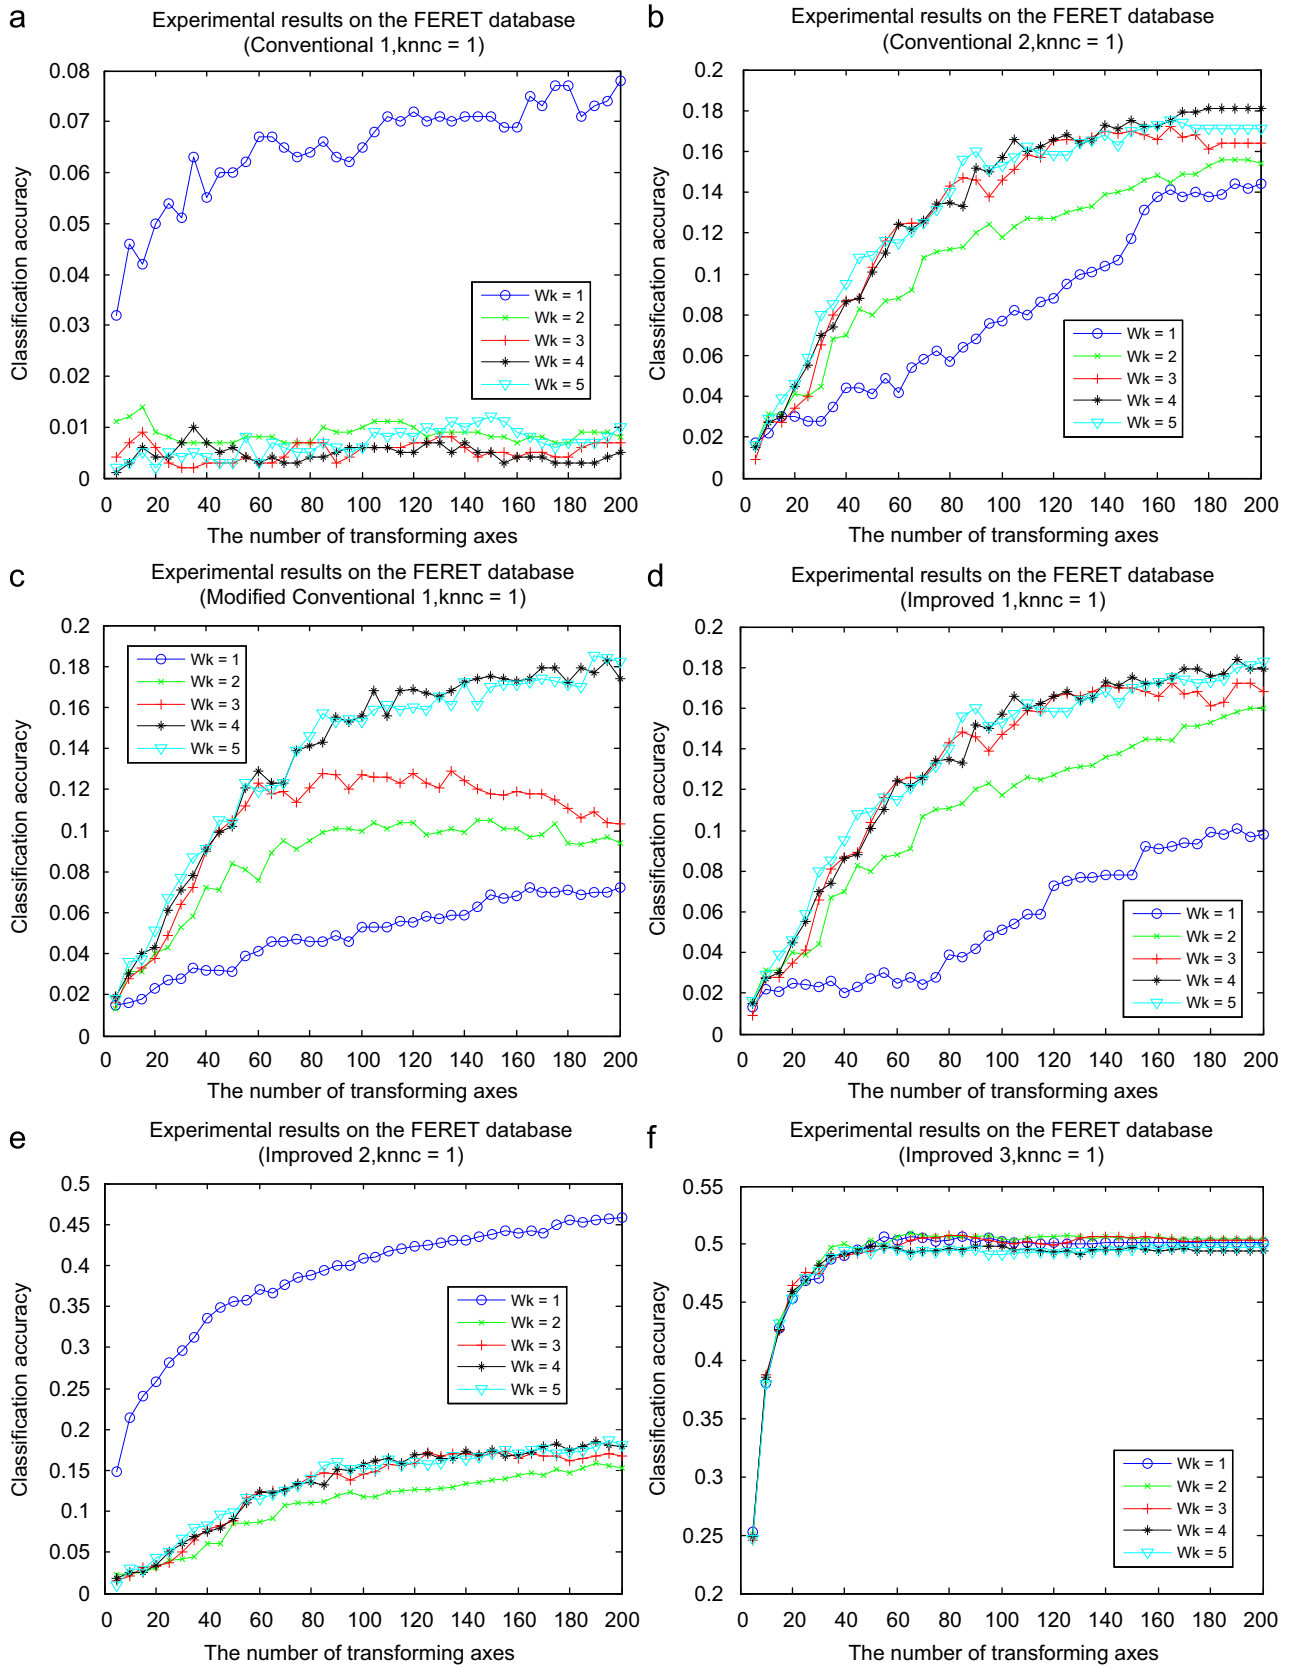 a
Experimental results on the FERET database
(Conventional 1,knnc = 1)
0.08
0.07
0.06
0.05
0.04
0.03
0.02
0.01
0
Classification accuracy
Wk = 1
Wk = 2
Wk = 3
Wk = 4
Wk = 5
0 20 40 60 80 100 120 140 160 180 200
The number of transforming axes
b
Experimental results on the FERET database
(Conventional 2,knnc = 1)
0.2
0.18
0.16
0.14
0.12
0.1
0.08
0.06
0.04
0.02
0
Classification accuracy
Wk = 1
Wk = 2
Wk = 3
Wk = 4
Wk = 5
0 20 40 60 80 100 120 140 160 180 200
The number of transforming axes
c
Experimental results on the FERET database
(Modified Conventional 1,knnc = 1)
0.2
0.18
0.16
0.14
0.12
0.1
0.08
0.06
0.04
0.02
0
Classification accuracy
Wk = 1
Wk = 2
Wk = 3
Wk = 4
Wk = 5
0 20 40 60 80 100 120 140 160 180 200
The number of transforming axes
d
Experimental results on the FERET database
(Improved 1,knnc = 1)
0.2
0.18
0.16
0.14
0.12
0.1
0.08
0.06
0.04
0.02
0
Classification accuracy
Wk = 1
Wk = 2
Wk = 3
Wk = 4
Wk = 5
0 20 40 60 80 100 120 140 160 180 200
The number of transforming axes
e
Experimental results on the FERET database
(Improved 2,knnc = 1)
0.5
0.45
0.4
0.35
0.3
0.25
0.2
0.15
0.1
0.05
0
Classification accuracy
Wk = 1
Wk = 2
Wk = 3
Wk = 4
Wk = 5
0 20 40 60 80 100 120 140 160 180 200
The number of transforming axes
f
Experimental results on the FERET database
(Improved 3,knnc = 1)
0.55
0.5
0.45
0.4
0.35
0.3
0.25
0.2
Classification accuracy
Wk = 1
Wk = 2
Wk = 3
Wk = 4
Wk = 5
0 20 40 60 80 100 120 140 160 180 200
The number of transforming axes